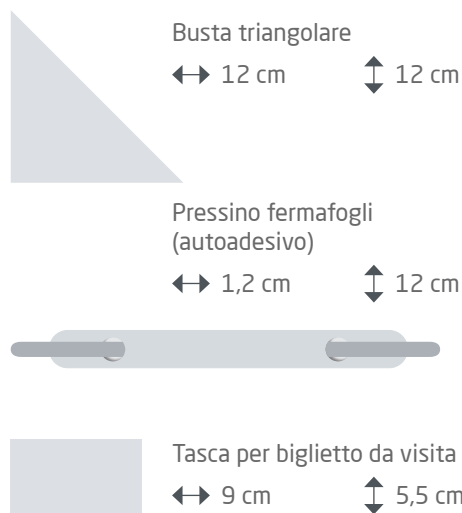 Busta triangolare
12 cm 12 cm
Pressino fermafogli
(autoadesivo)
1,2 cm 12 cm
Tasca per biglietto da visita
9 cm 5,5 cm